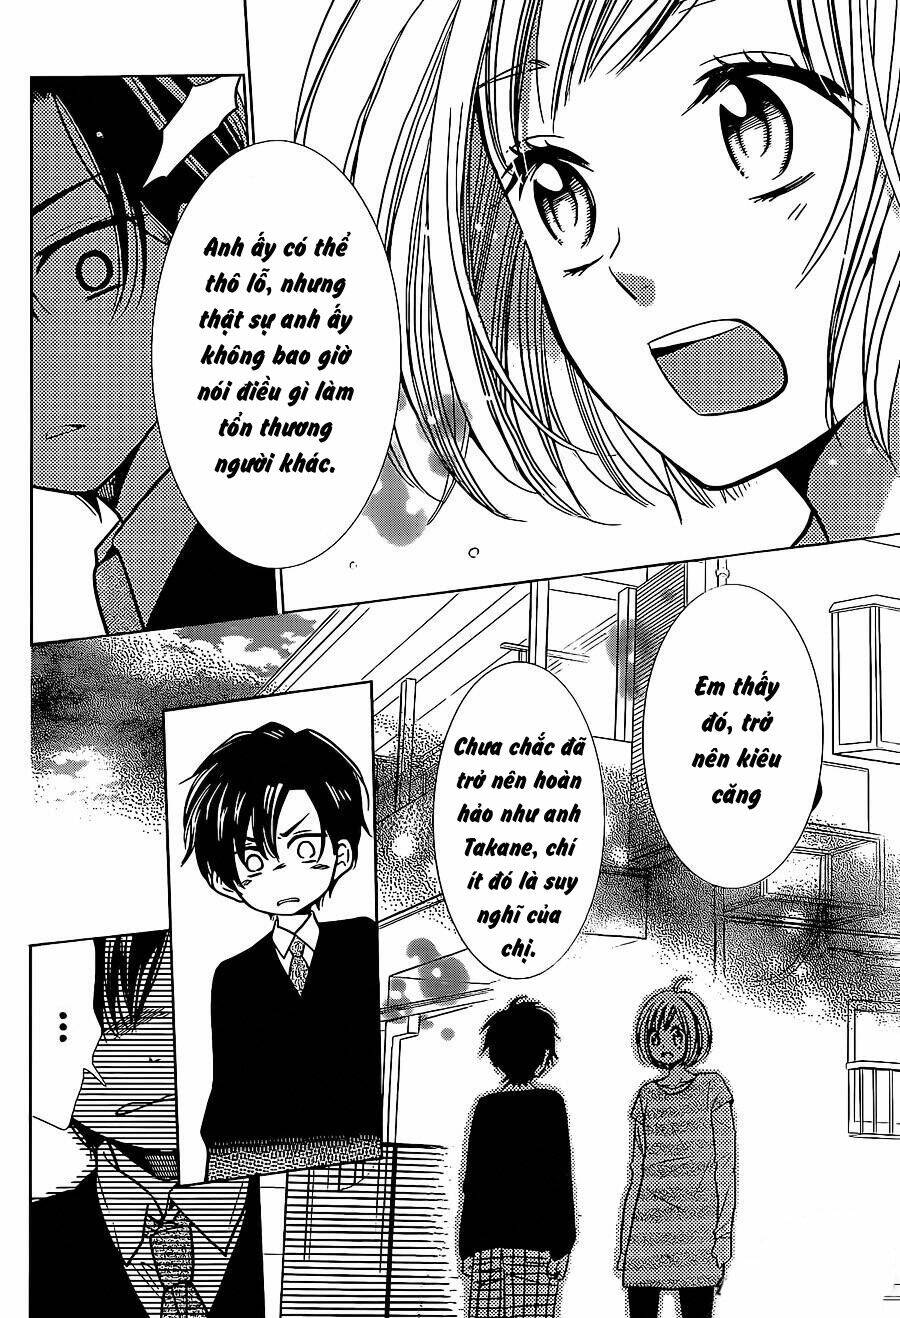 Anh ấy có thể
thô lỗ, nhưng
thật sự anh ấy
không bao giờ
nói điều gì làm
tổn thương
người khác.
Em thấy
đó, trở
nên kiêu
căng
Chưa chắc đã
trở nên hoàn
hảo như anh
Takane, chí
ít đó là suy
nghĩ của
chị.
...